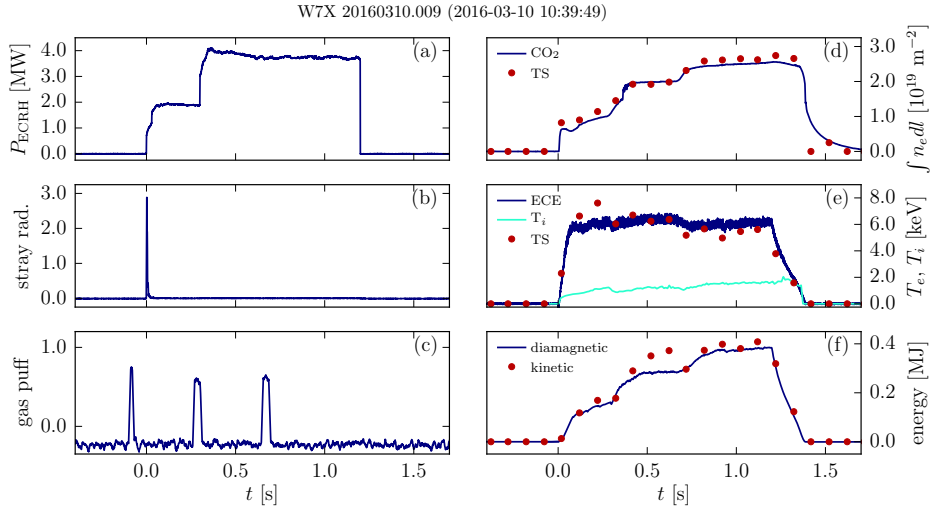 W7X 20160310.009 (2016-03-10 10:39:49)
(a)
P_ECRH [MW]
4.0
3.0
2.0
1.0
0.0
(b)
stray rad.
3.0
2.0
1.0
0.0
(c)
gas puff
1.0
0.0
0.0 0.5 1.0 1.5
t [s]
(d)
CO₂
TS
3.0
2.0
1.0
0.0
∫ n_e dl [10¹⁹ m⁻²]
(e)
ECE
T_i
TS
8.0
6.0
4.0
2.0
0.0
T_e, T_i [keV]
(f)
diamagnetic
kinetic
0.4
0.2
0.0
energy [MJ]
0.0 0.5 1.0 1.5
t [s]